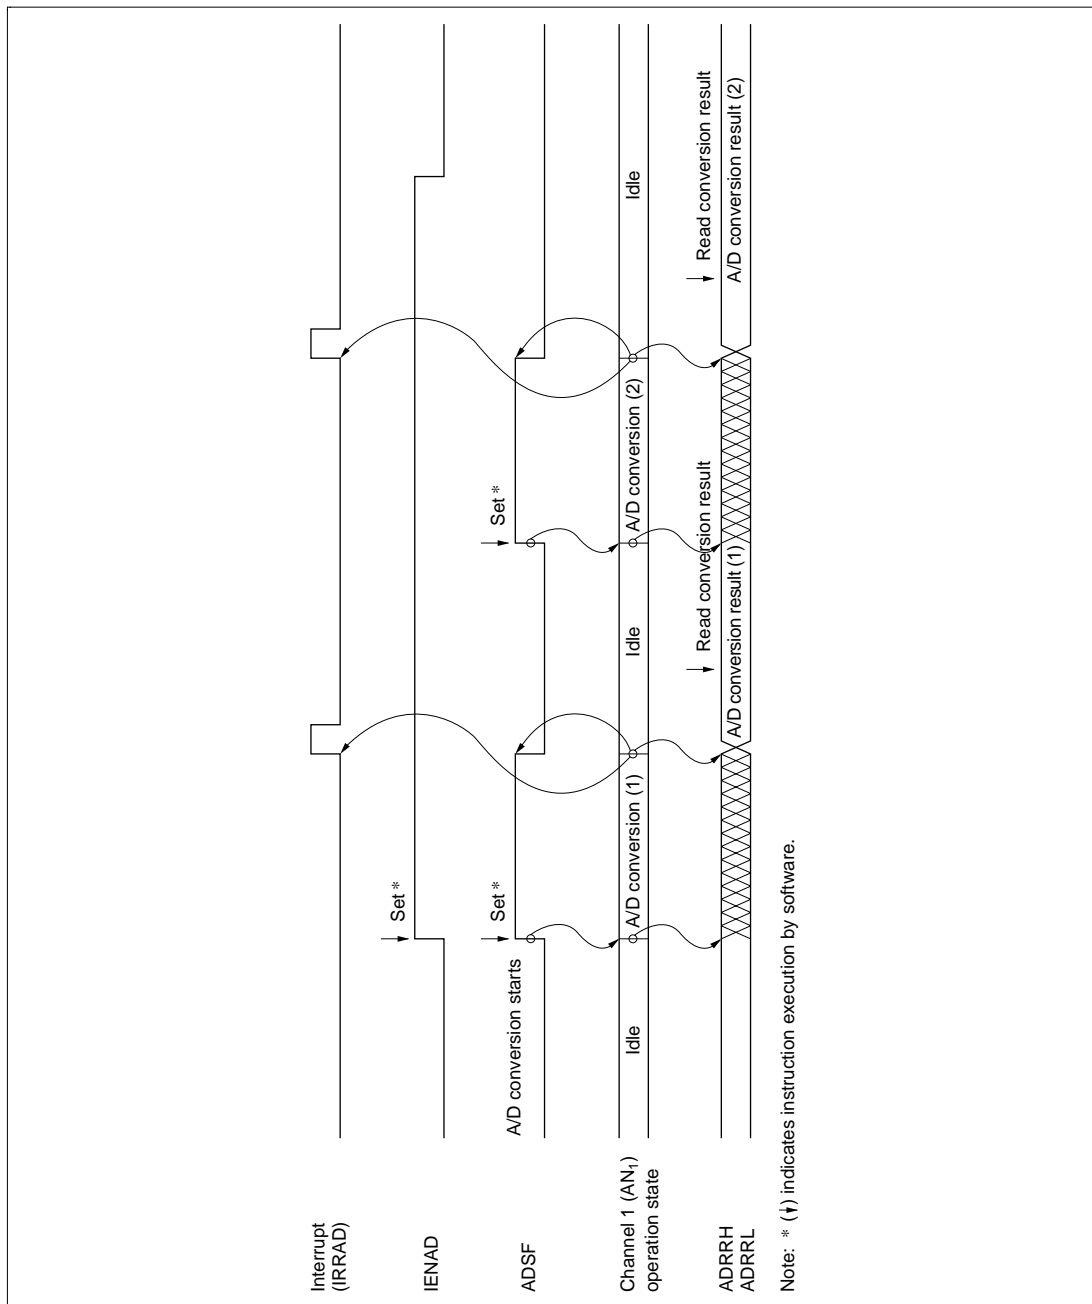 Interrupt
(IRRAD)
IENAD
Set *
ADSF
A/D conversion starts
Set *
Set *
Channel 1 (AN₁)
operation state
Idle
A/D conversion (1)
Idle
A/D conversion (2)
Idle
Read conversion result
Read conversion result
ADRRH
ADRRL
A/D conversion result (1)
A/D conversion result (2)
Note: * (↓) indicates instruction execution by software.